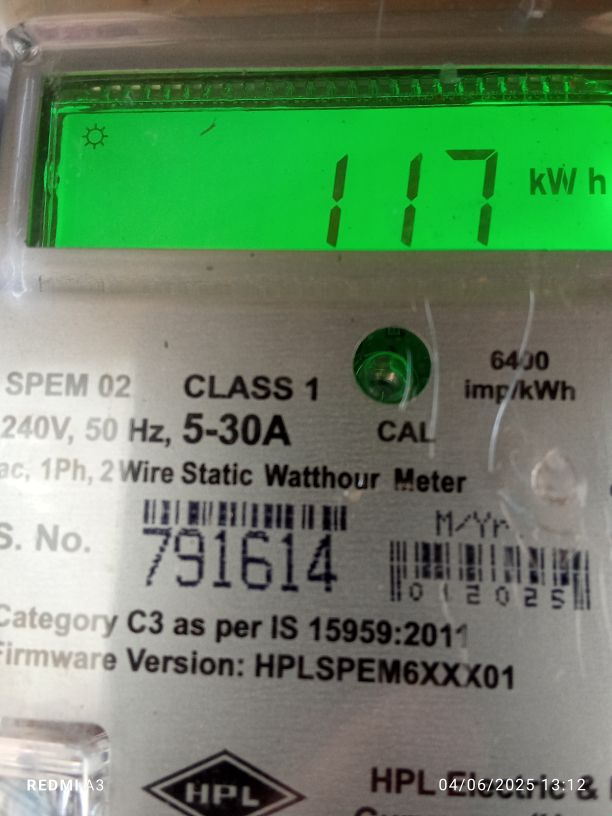 117 kWh
6400
SPEM 02 CLASS 1 imp/kWh
240V, 50 Hz, 5-30A CAL
ac, 1Ph, 2 Wire Static Watthour Meter
S. No. 791614 M/Yr
012025
Category C3 as per IS 15959:2011
Firmware Version: HPLSPEM6XXX01
HPL HPL Electric &
REDMI A3 04/06/2025 13:12